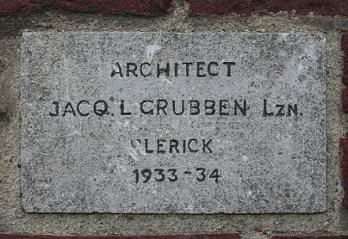 ARCHITECT
JACQ. L GRUBBEN LZN.
BLERICK
1933-34